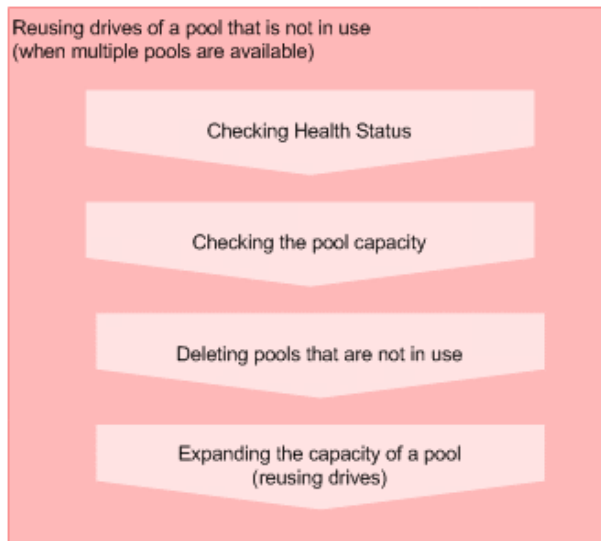 Reusing drives of a pool that is not in use
(when multiple pools are available)
Checking Health Status
Checking the pool capacity
Deleting pools that are not in use
Expanding the capacity of a pool
(reusing drives)